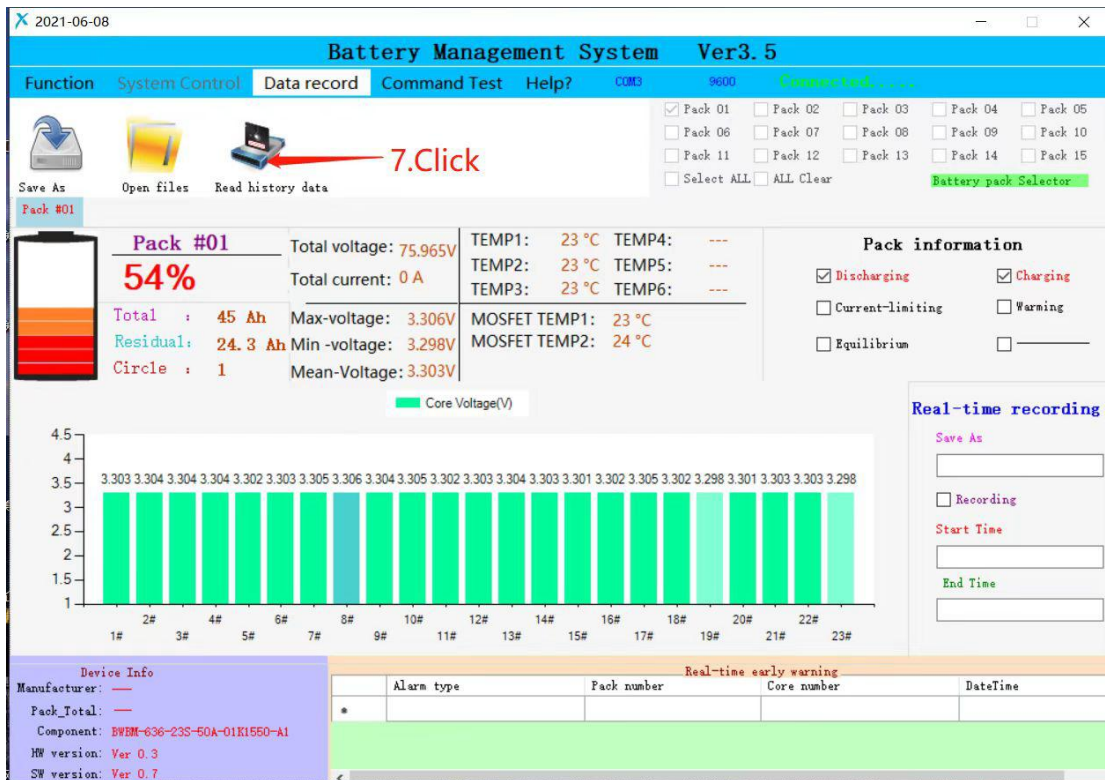 2021-06-08
Battery Management System Ver3.5
Function System Control Data record Command Test Help? COM3 9600 Connected.....
Pack 01 Pack 02 Pack 03 Pack 04 Pack 05
Pack 06 Pack 07 Pack 08 Pack 09 Pack 10
Pack 11 Pack 12 Pack 13 Pack 14 Pack 15
Select ALL ALL Clear Battery pack Selector
7.Click
Save As Open files Read history data
Pack #01
Pack #01
54%
Total : 45 Ah
Residual: 24.3 Ah
Circle : 1
Total voltage: 75.965V
Total current: 0 A
Max-voltage: 3.306V
Min -voltage: 3.298V
Mean-Voltage: 3.303V
TEMP1: 23 °C TEMP4: ---
TEMP2: 23 °C TEMP5: ---
TEMP3: 23 °C TEMP6: ---
MOSFET TEMP1: 23 °C
MOSFET TEMP2: 24 °C
Pack information
Discharging Charging
Current-limiting Warming
Equilibrium
Core Voltage(V)
4.5
4
3.5
3
2.5
2
1.5
1
3.303 3.304 3.304 3.304 3.302 3.303 3.305 3.306 3.304 3.305 3.302 3.303 3.304 3.303 3.301 3.302 3.305 3.302 3.298 3.301 3.303 3.303 3.298
2# 4# 6# 8# 10# 12# 14# 16# 18# 20# 22#
1# 3# 5# 7# 9# 11# 13# 15# 17# 19# 21# 23#
Real-time recording
Save As
Recording
Start Time
End Time
Device Info
Manufacturer: ——
Pack_Total: ——
Component: BWBM-636-23S-50A-01K1550-A1
HW version: Ver 0.3
SW version: Ver 0.7
Real-time early warning
Alarm type Pack number Core number DateTime